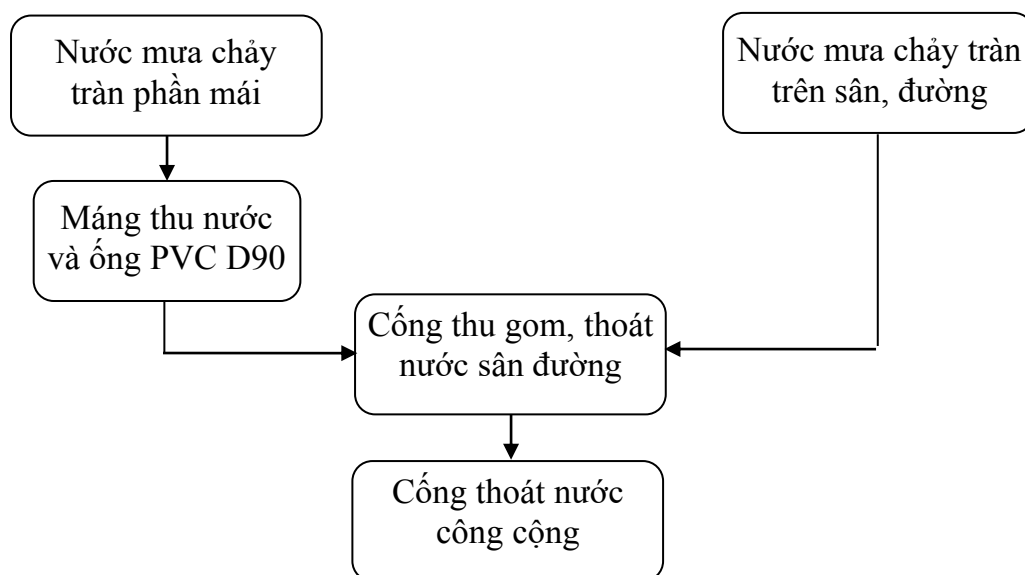 Nước mưa chảy
tràn phần mái
Nước mưa chảy tràn
trên sân, đường
Máng thu nước
và ống PVC D90
Cống thu gom, thoát
nước sân đường
Cống thoát nước
công cộng